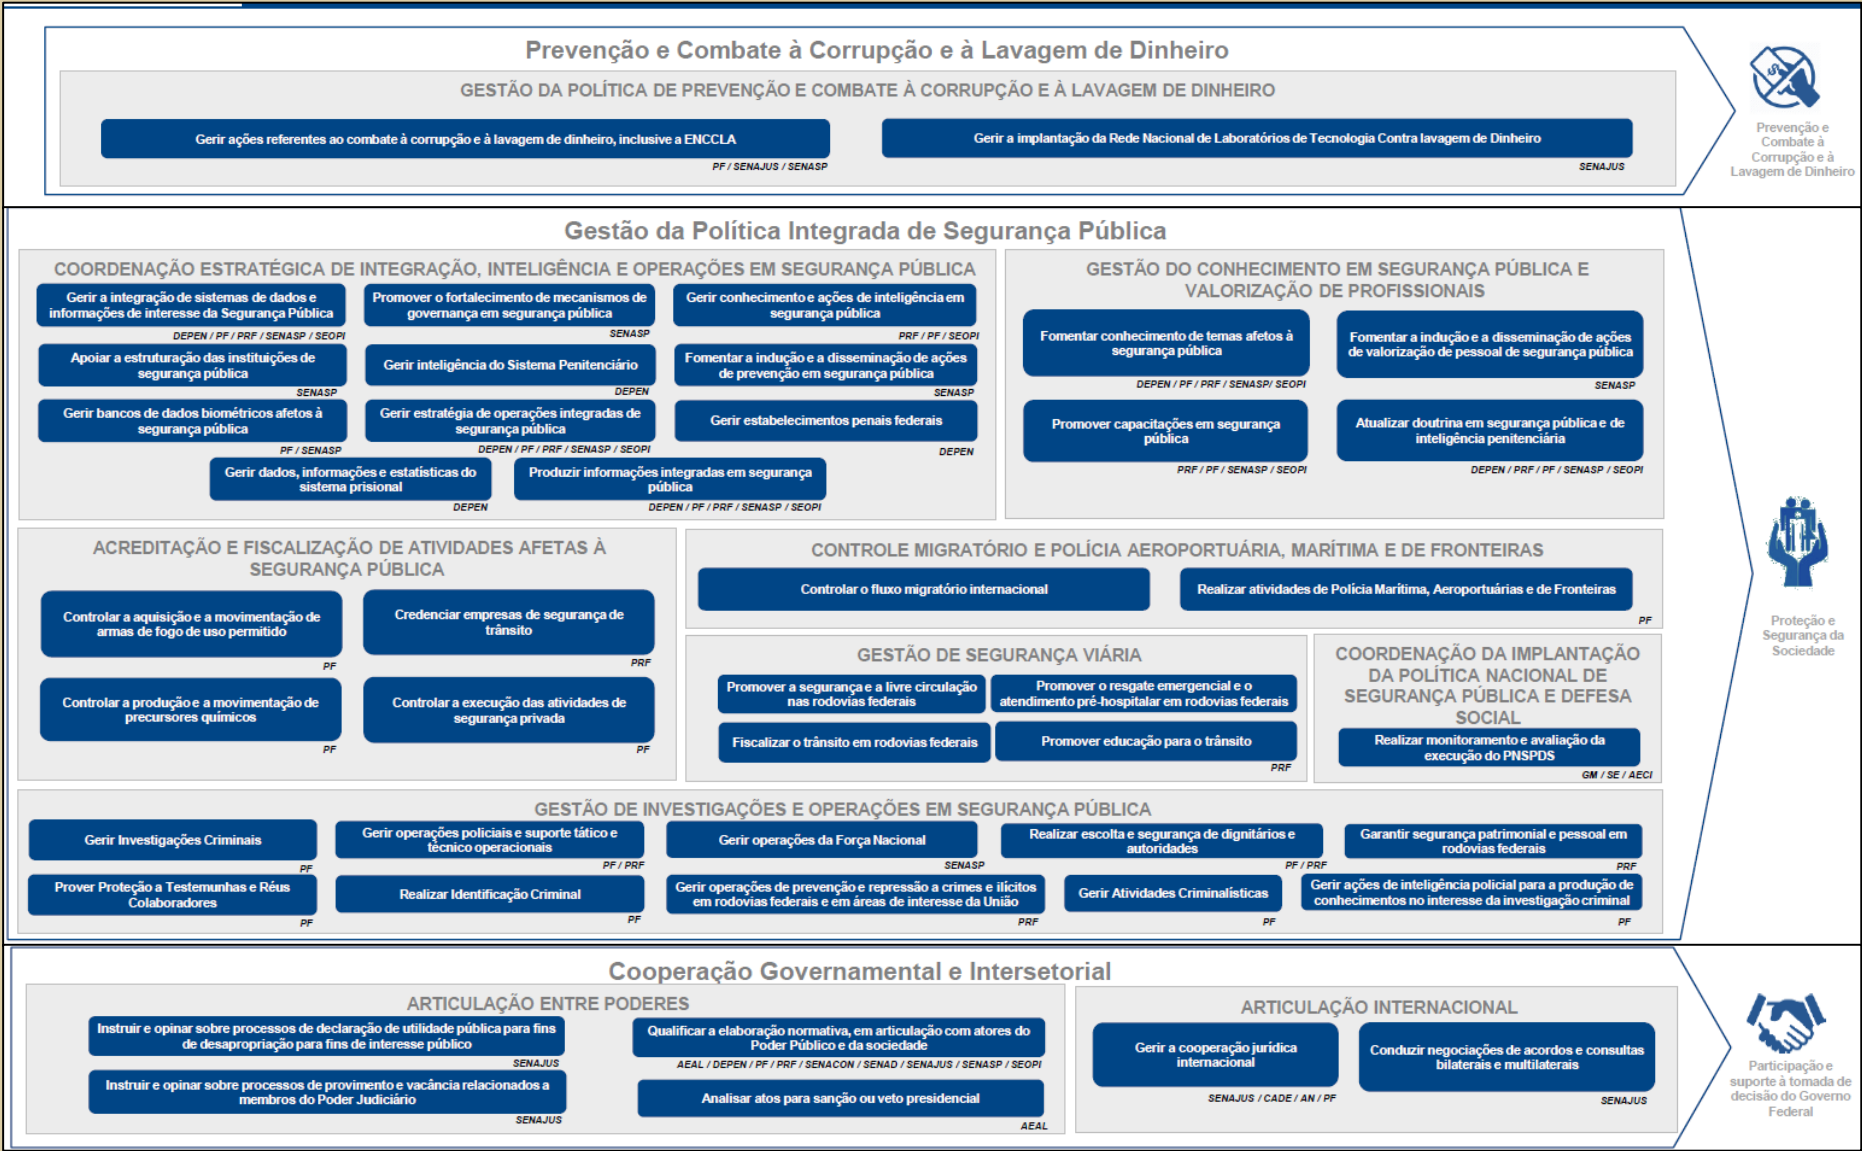 Prevenção e Combate à Corrupção e à Lavagem de Dinheiro
GESTÃO DA POLÍTICA DE PREVENÇÃO E COMBATE À CORRUPÇÃO E À LAVAGEM DE DINHEIRO
Gerir ações referentes ao combate à corrupção e à lavagem de dinheiro, inclusive a ENCCLA
PF / SENAJUS / SENASP
Gerir a implantação da Rede Nacional de Laboratórios de Tecnologia Contra lavagem de Dinheiro
SENAJUS
Prevenção e
Combate à
Corrupção e à
Lavagem de Dinheiro
Gestão da Política Integrada de Segurança Pública
COORDENAÇÃO ESTRATÉGICA DE INTEGRAÇÃO, INTELIGÊNCIA E OPERAÇÕES EM SEGURANÇA PÚBLICA
Gerir a integração de sistemas de dados e
informações de interesse da Segurança Pública
DEPEN / PF / PRF / SENASP / SEOPI
Promover o fortalecimento de mecanismos de
governança em segurança pública
SENASP
Gerir conhecimento e ações de inteligência em
segurança pública
PRF / PF / SEOPI
Apoiar a estruturação das instituições de
segurança pública
SENASP
Gerir inteligência do Sistema Penitenciário
DEPEN
Fomentar a indução e a disseminação de ações
de prevenção em segurança pública
SENASP
Gerir bancos de dados biométricos afetos à
segurança pública
PF / SENASP
Gerir estratégia de operações integradas de
segurança pública
DEPEN / PF / PRF / SENASP / SEOPI
Gerir estabelecimentos penais federais
DEPEN
Gerir dados, informações e estatísticas do
sistema prisional
DEPEN
Produzir informações integradas em segurança
pública
DEPEN / PF / PRF / SENASP / SEOPI
GESTÃO DO CONHECIMENTO EM SEGURANÇA PÚBLICA E
VALORIZAÇÃO DE PROFISSIONAIS
Fomentar conhecimento de temas afetos à
segurança pública
DEPEN / PF / PRF / SENASP/ SEOPI
Fomentar a indução e a disseminação de ações
de valorização de pessoal de segurança pública
SENASP
Promover capacitações em segurança
pública
PRF / PF / SENASP / SEOPI
Atualizar doutrina em segurança pública e de
inteligência penitenciária
DEPEN / PRF / PF / SENASP / SEOPI
ACREDITAÇÃO E FISCALIZAÇÃO DE ATIVIDADES AFETAS À
SEGURANÇA PÚBLICA
Controlar a aquisição e a movimentação de
armas de fogo de uso permitido
PF
Credenciar empresas de segurança de
trânsito
PRF
Controlar a produção e a movimentação de
precursores químicos
PF
Controlar a execução das atividades de
segurança privada
PF
CONTROLE MIGRATÓRIO E POLÍCIA AEROPORTUÁRIA, MARÍTIMA E DE FRONTEIRAS
Controlar o fluxo migratório internacional
Realizar atividades de Polícia Marítima, Aeroportuárias e de Fronteiras
PF
GESTÃO DE SEGURANÇA VIÁRIA
Promover a segurança e a livre circulação
nas rodovias federais
Promover o resgate emergencial e o
atendimento pré-hospitalar em rodovias federais
Fiscalizar o trânsito em rodovias federais
Promover educação para o trânsito
PRF
COORDENAÇÃO DA IMPLANTAÇÃO
DA POLÍTICA NACIONAL DE
SEGURANÇA PÚBLICA E DEFESA
SOCIAL
Realizar monitoramento e avaliação da
execução do PNSPDS
GM / SE / AECI
Proteção e
Segurança da
Sociedade
GESTÃO DE INVESTIGAÇÕES E OPERAÇÕES EM SEGURANÇA PÚBLICA
Gerir Investigações Criminais
PF
Gerir operações policiais e suporte tático e
técnico operacionais
PF / PRF
Gerir operações da Força Nacional
SENASP
Realizar escolta e segurança de dignitários e
autoridades
PF / PRF
Garantir segurança patrimonial e pessoal em
rodovias federais
PRF
Prover Proteção a Testemunhas e Réus
Colaboradores
PF
Realizar Identificação Criminal
PF
Gerir operações de prevenção e repressão a crimes e ilícitos
em rodovias federais e em áreas de interesse da União
PRF
Gerir Atividades Criminalísticas
PF
Gerir ações de inteligência policial para a produção de
conhecimentos no interesse da investigação criminal
PF
Cooperação Governamental e Intersetorial
ARTICULAÇÃO ENTRE PODERES
Instruir e opinar sobre processos de declaração de utilidade pública para fins
de desapropriação para fins de interesse público
SENAJUS
Qualificar a elaboração normativa, em articulação com atores do
Poder Público e da sociedade
AEAL / DEPEN / PF / PRF / SENACON / SENAD / SENAJUS / SENASP / SEOPI
Instruir e opinar sobre processos de provimento e vacância relacionados a
membros do Poder Judiciário
SENAJUS
Analisar atos para sanção ou veto presidencial
AEAL
ARTICULAÇÃO INTERNACIONAL
Gerir a cooperação jurídica
internacional
SENAJUS / CADE / AN / PF
Conduzir negociações de acordos e consultas
bilaterais e multilaterais
SENAJUS
Participação e
suporte à tomada de
decisão do Governo
Federal